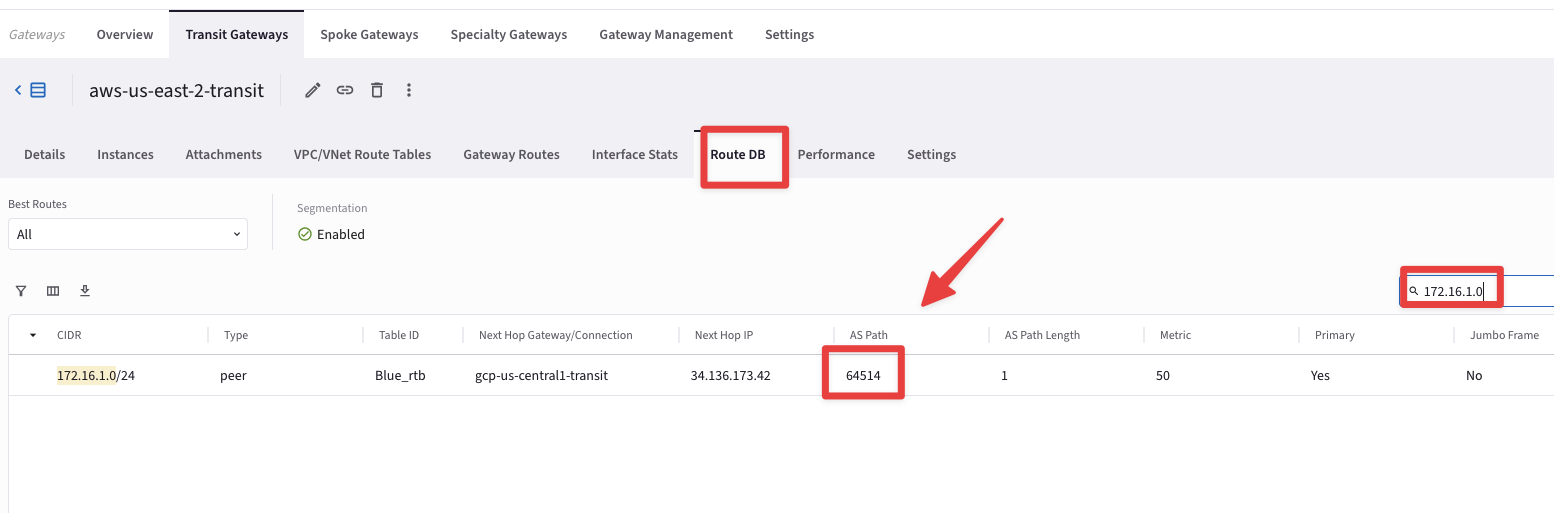 Gateways Overview Transit Gateways Spoke Gateways Specialty Gateways Gateway Management Settings
aws-us-east-2-transit
Details Instances Attachments VPC/VNet Route Tables Gateway Routes Interface Stats Route DB Performance Settings
Best Routes
All
Segmentation
Enabled
172.16.1.0
CIDR Type Table ID Next Hop Gateway/Connection Next Hop IP AS Path AS Path Length Metric Primary Jumbo Frame
172.16.1.0/24 peer Blue_rtb gcp-us-central1-transit 34.136.173.42 64514 1 50 Yes No